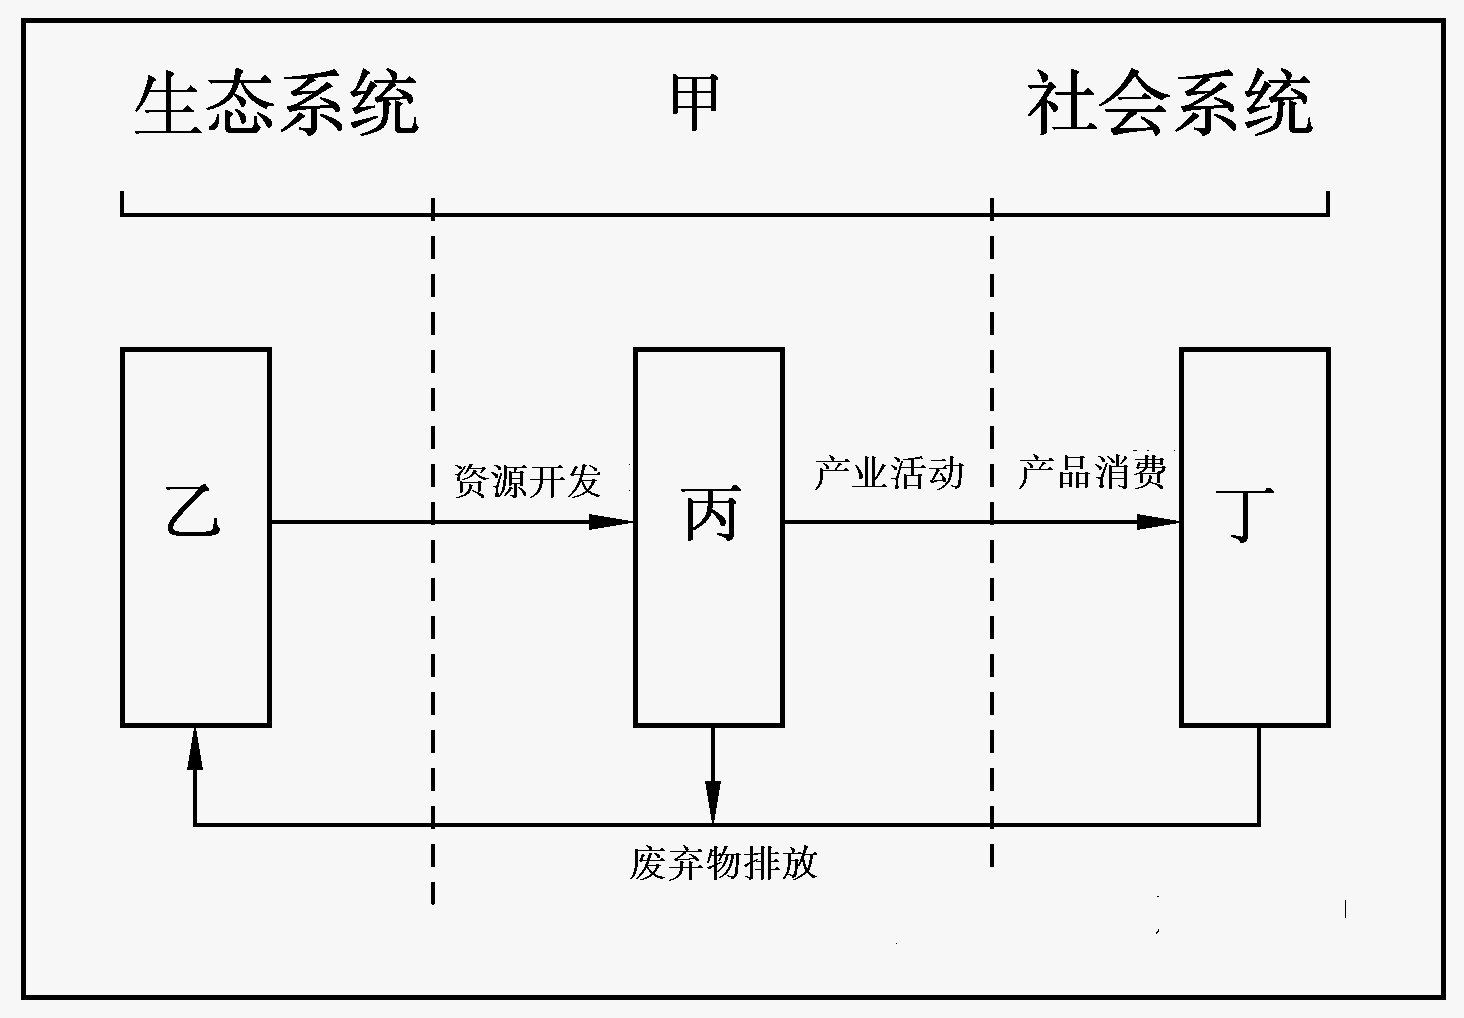 生态系统 甲 社会系统
资源开发 产业活动 产品消费
乙 丙 丁
废弃物排放